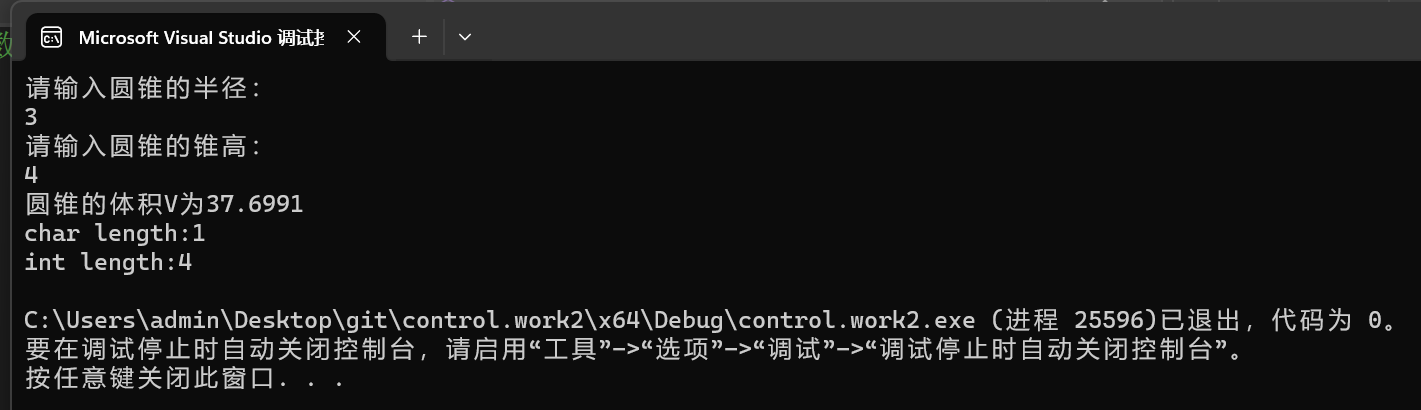 Microsoft Visual Studio 调试
请输入圆锥的半径：
3
请输入圆锥的锥高：
4
圆锥的体积V为37.6991
char length:1
int length:4
C:\Users\admin\Desktop\git\control.work2\x64\Debug\control.work2.exe (进程 25596)已退出，代码为 0。
要在调试停止时自动关闭控制台，请启用“工具”->“选项”->“调试”->“调试停止时自动关闭控制台”。
按任意键关闭此窗口. . .